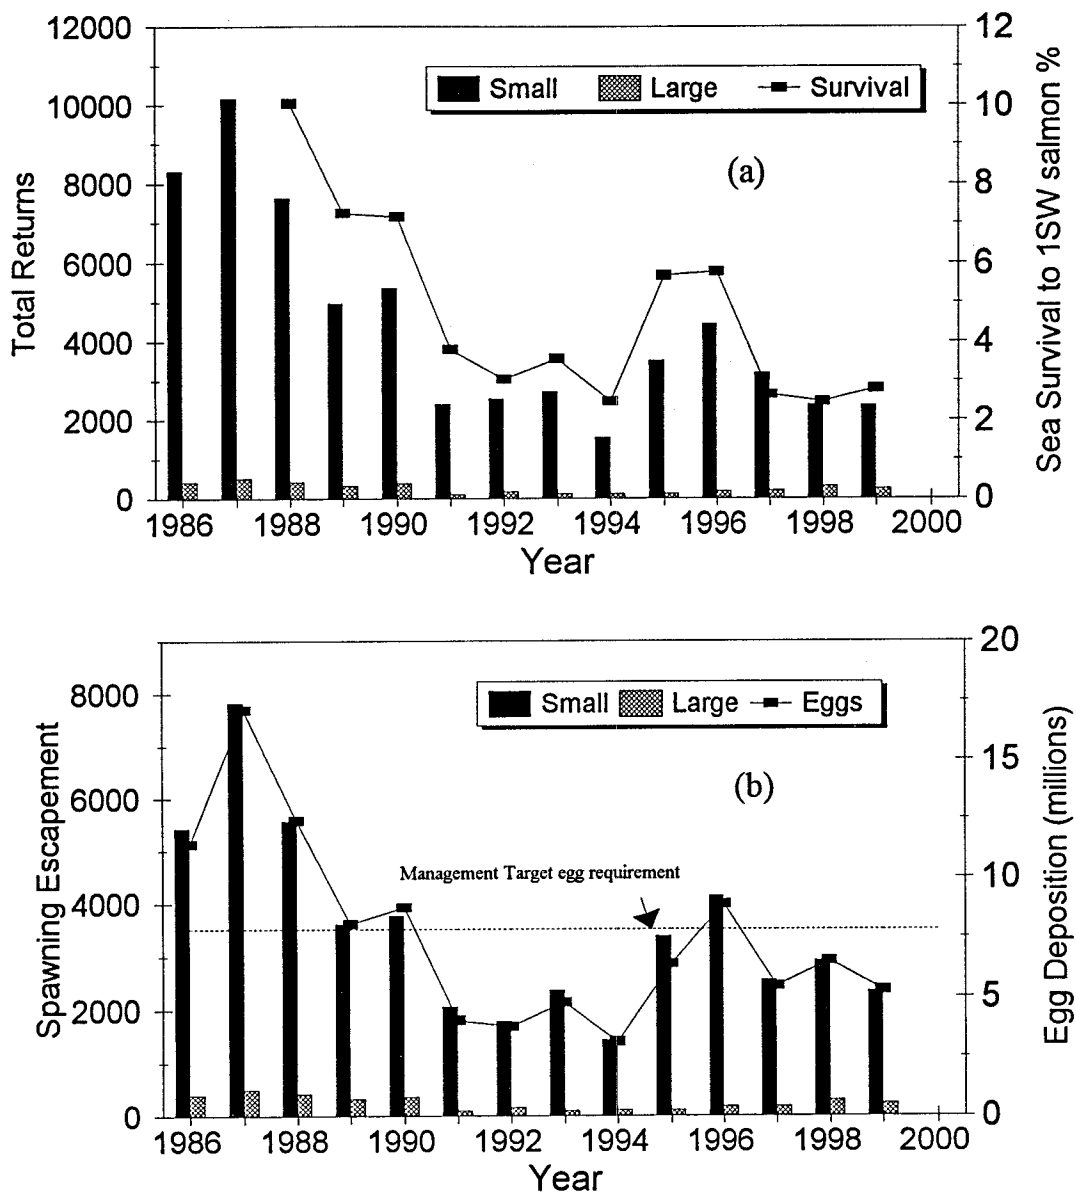 12000
10000
8000
6000
4000
2000
0
Total Returns
Small Large Survival
(a)
12
10
8
6
4
2
0
Sea Survival to 1SW salmon %
1986 1988 1990 1992 1994 1996 1998 2000
Year
8000
6000
4000
2000
0
Spawning Escapement
Small Large Eggs
(b)
Management Target egg requirement
20
15
10
5
0
Egg Deposition (millions)
1986 1988 1990 1992 1994 1996 1998 2000
Year